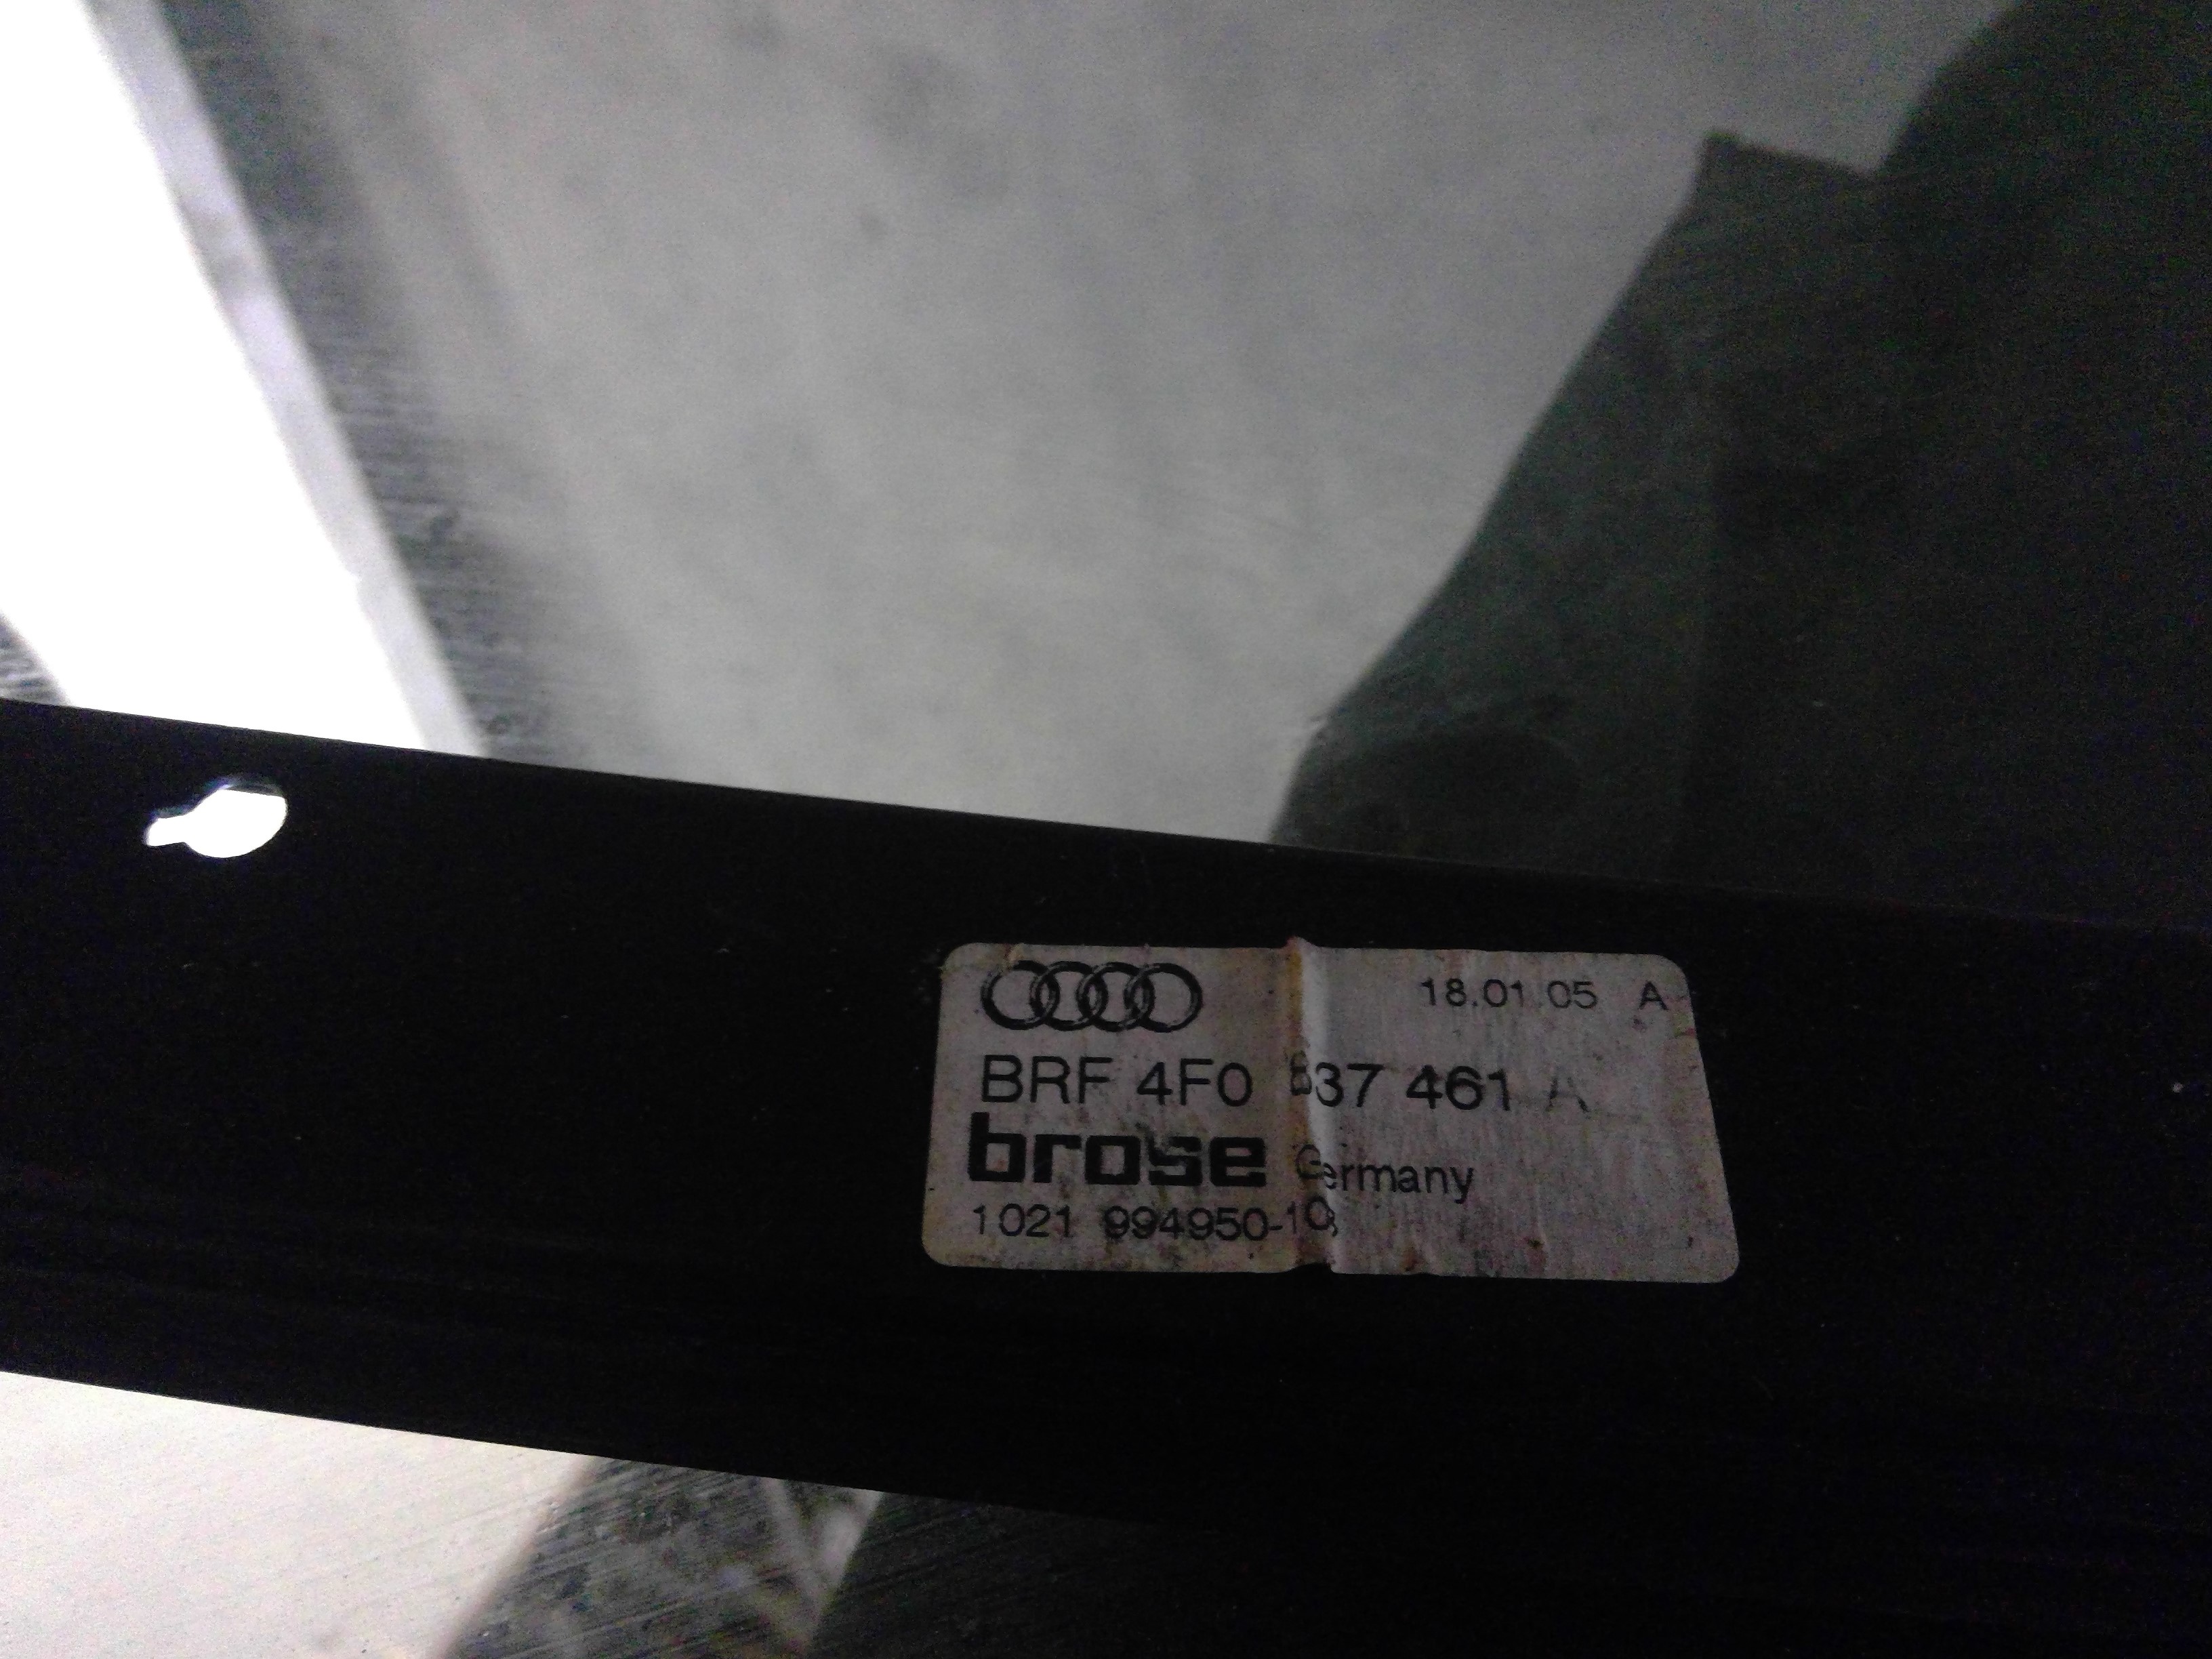 18.01.05 A
BRF 4F0 837 461 A
brose Germany
1021 994950-10